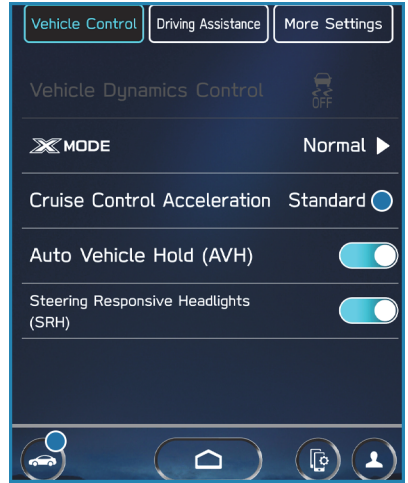 Vehicle Control Driving Assistance More Settings
Vehicle Dynamics Control OFF
X MODE Normal
Cruise Control Acceleration Standard
Auto Vehicle Hold (AVH)
Steering Responsive Headlights
(SRH)